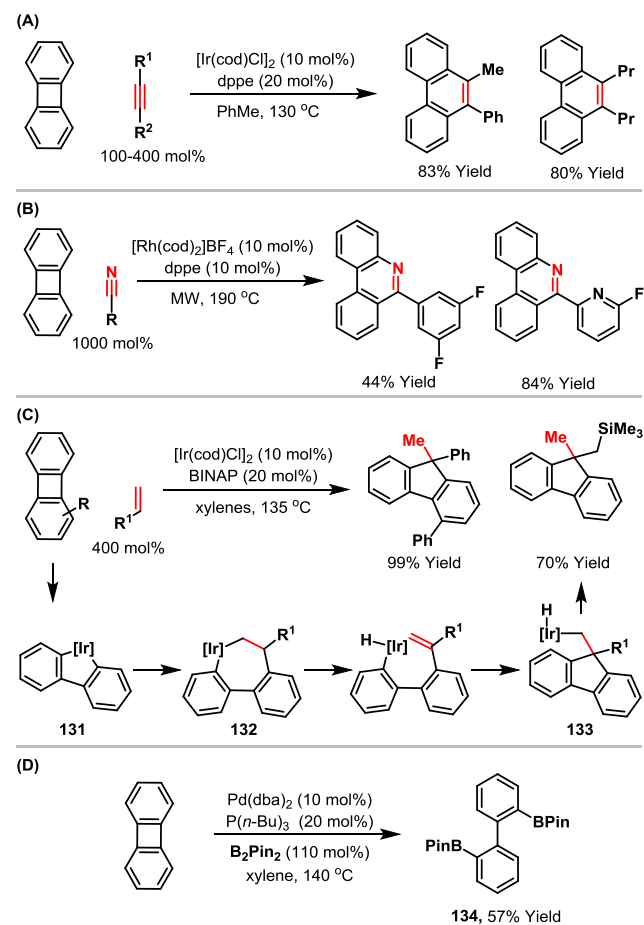 (A)
R1
R2
100-400 mol%
[Ir(cod)Cl]2 (10 mol%)
dppe (20 mol%)
PhMe, 130 oC
Me
Ph
83% Yield
Pr
Pr
80% Yield
(B)
N
R
1000 mol%
[Rh(cod)2]BF4 (10 mol%)
dppe (10 mol%)
MW, 190 oC
N
F
F
44% Yield
N
N
F
84% Yield
(C)
R
R1
400 mol%
[Ir(cod)Cl]2 (10 mol%)
BINAP (20 mol%)
xylenes, 135 oC
Me
Ph
Ph
99% Yield
SiMe3
Me
70% Yield
[Ir]
131
[Ir]
R1
132
H
[Ir]
R1
H
[Ir]
R1
133
(D)
Pd(dba)2 (10 mol%)
P(n-Bu)3 (20 mol%)
B2Pin2 (110 mol%)
xylene, 140 oC
BPin
PinB
134, 57% Yield